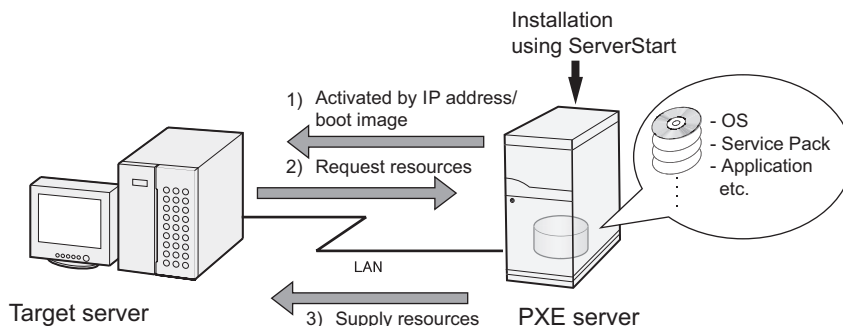 Installation
using ServerStart
1) Activated by IP address/
boot image
2) Request resources
- OS
- Service Pack
- Application
etc.
LAN
3) Supply resources
Target server
PXE server